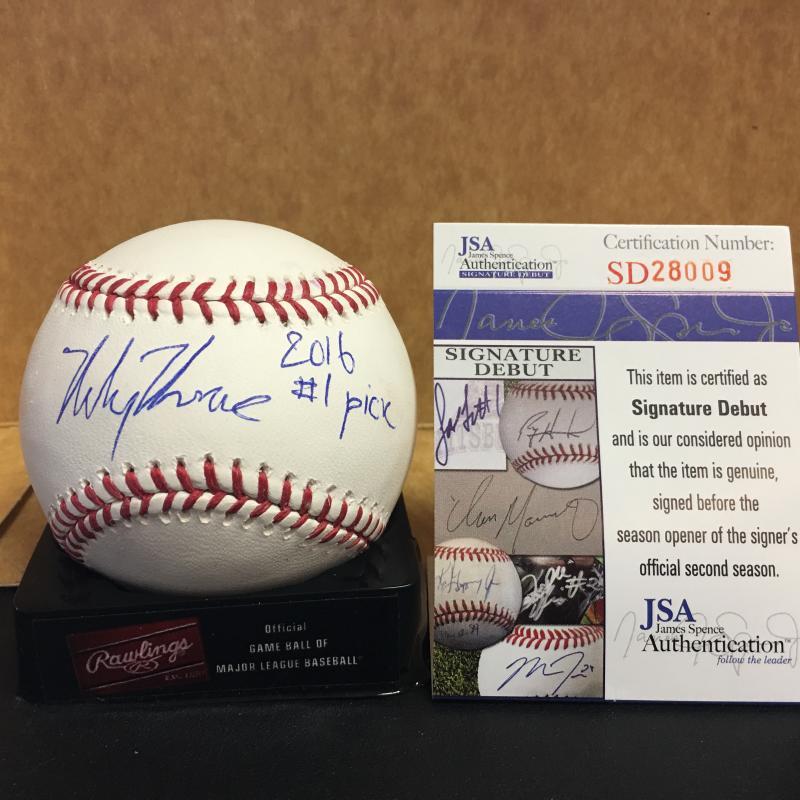 2016
#1 pick
Rawlings
Official
GAME BALL OF
MAJOR LEAGUE BASEBALL
JSA
James Spence
Authentication™
SIGNATURE DEBUT
Certification Number:
SD28009
SIGNATURE
DEBUT
This item is certified as
Signature Debut
and is our considered opinion
that the item is genuine,
signed before the
season opener of the signer's
official second season.
JSA
James Spence
Authentication™
follow the leader